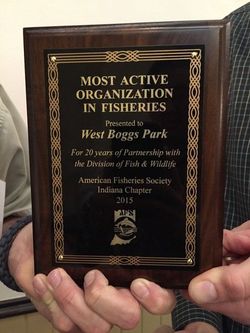 MOST ACTIVE
ORGANIZATION
IN FISHERIES
Presented to
West Boggs Park
For 20 years of Partnership with
the Division of Fish & Wildlife
American Fisheries Society
Indiana Chapter
2015
AFS